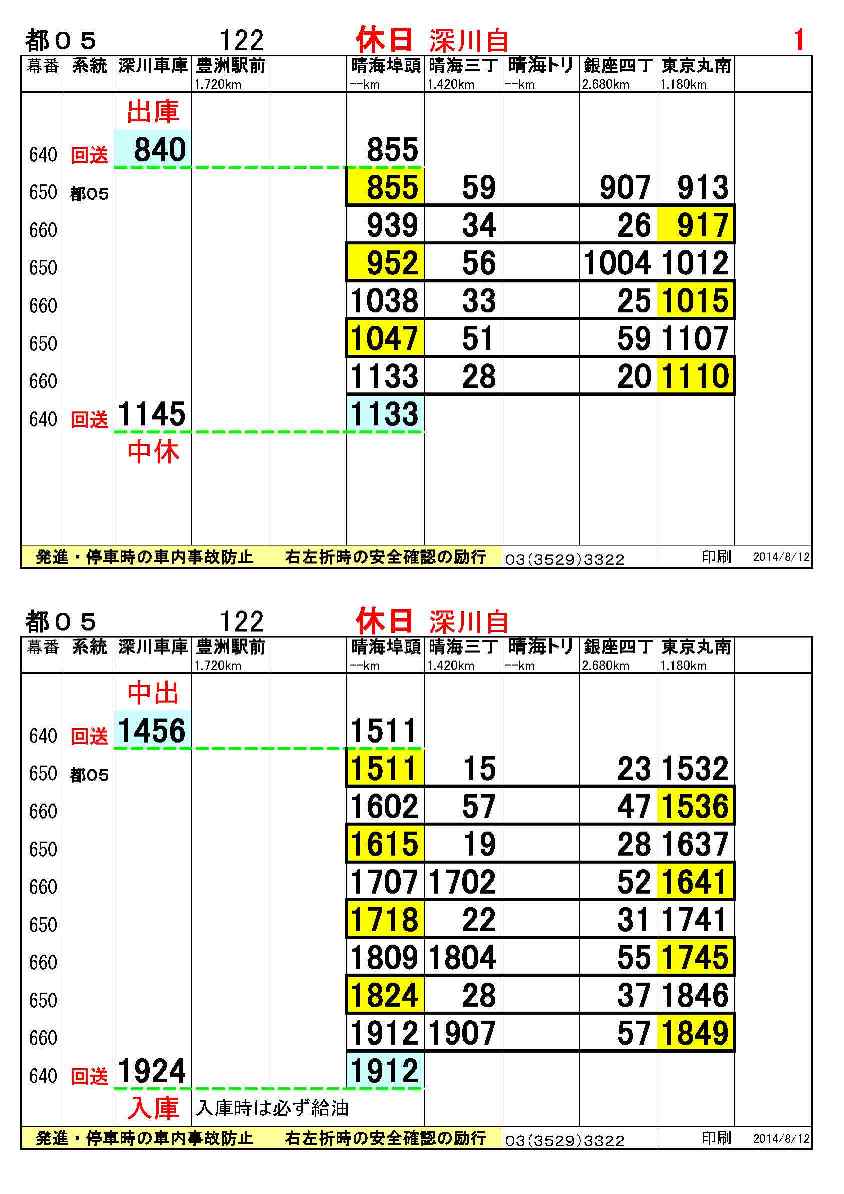 都０５ 122 休日 深川自 1
幕番 系統 深川車庫 豊洲駅前 晴海埠頭 晴海三丁 晴海トリ 銀座四丁 東京丸南
1.720km --km 1.420km --km 2.680km 1.180km
出庫
640 回送 840 855
650 都05 855 59 907 913
660 939 34 26 917
650 952 56 1004 1012
660 1038 33 25 1015
650 1047 51 59 1107
660 1133 28 20 1110
640 回送 1145 1133
中休
発進・停車時の車内事故防止 右左折時の安全確認の励行 03(3529)3322 印刷 2014/8/12
都０５ 122 休日 深川自
幕番 系統 深川車庫 豊洲駅前 晴海埠頭 晴海三丁 晴海トリ 銀座四丁 東京丸南
1.720km --km 1.420km --km 2.680km 1.180km
中出
640 回送 1456 1511
650 都05 1511 15 23 1532
660 1602 57 47 1536
650 1615 19 28 1637
660 1707 1702 52 1641
650 1718 22 31 1741
660 1809 1804 55 1745
650 1824 28 37 1846
660 1912 1907 57 1849
640 回送 1924 1912
入庫 入庫時は必ず給油
発進・停車時の車内事故防止 右左折時の安全確認の励行 03(3529)3322 印刷 2014/8/12